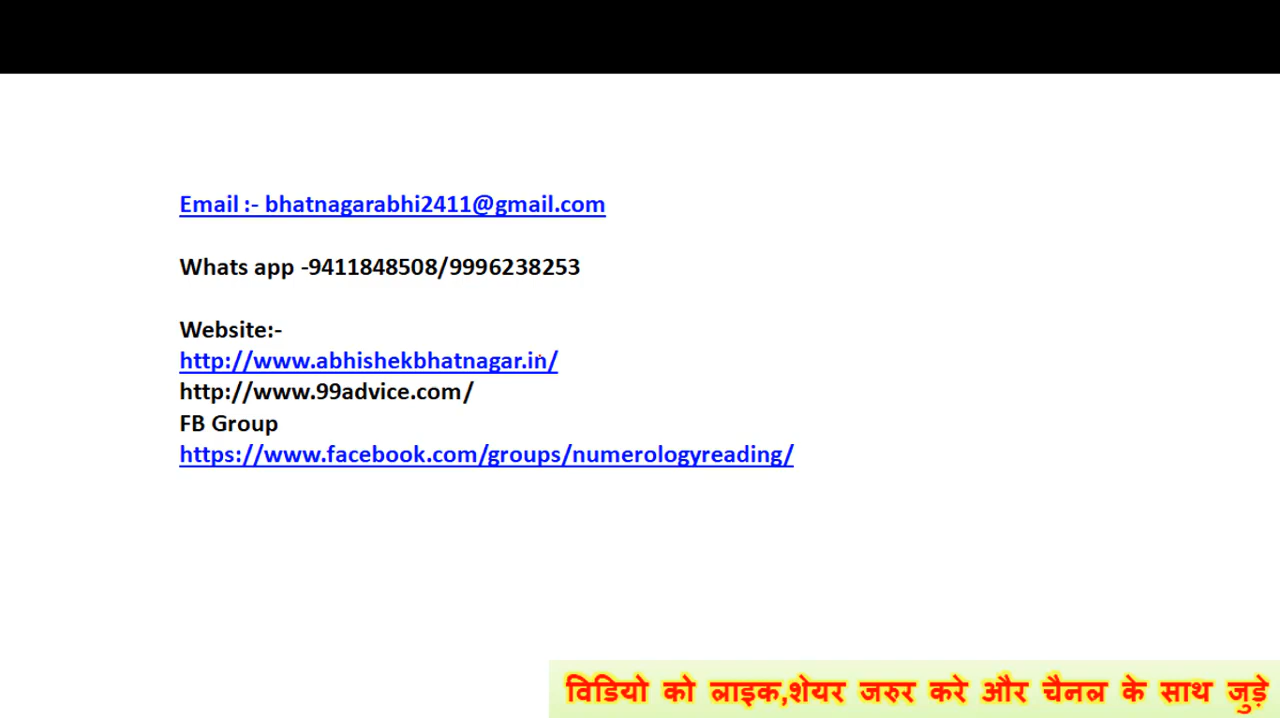 Email :- bhatnagarabhi2411@gmail.com
Whats app -9411848508/9996238253
Website:-
http://www.abhishekbhatnagar.in/
http://www.99advice.com/
FB Group
https://www.facebook.com/groups/numerologyreading/
विडियो को लाइक,शेयर जरुर करे और चैनल के साथ जुड़े